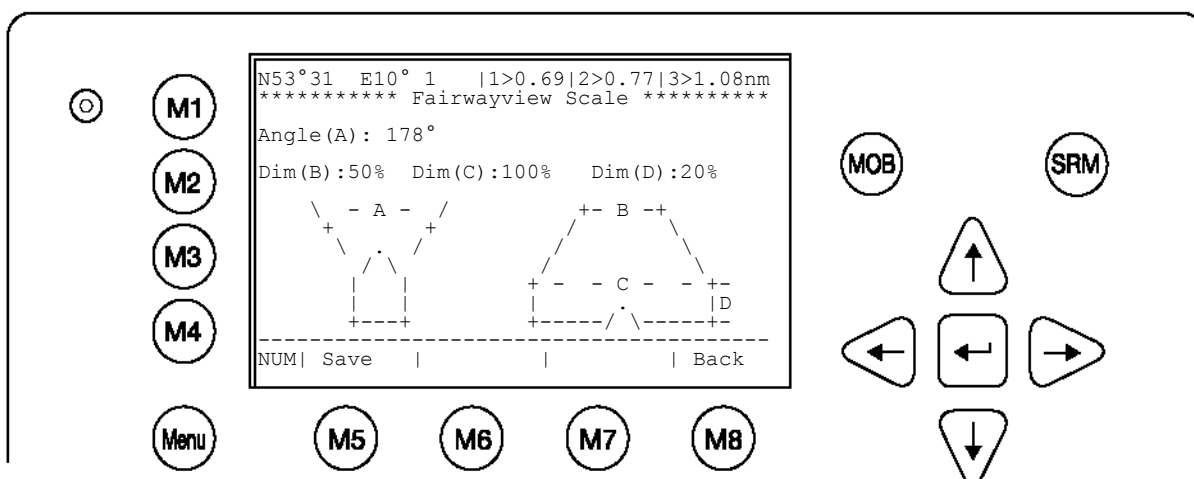 N53°31 E10° 1 |1>0.69|2>0.77|3>1.08nm
*********** Fairwayview Scale **********
M1
Angle(A): 178°
Dim(B):50% Dim(C):100% Dim(D):20%
MOB
SRM
M2
- A -
+- B -+
M3
+ - - C - - +-
|D
M4
NUM| Save | | | Back
Menu
M5
M6
M7
M8